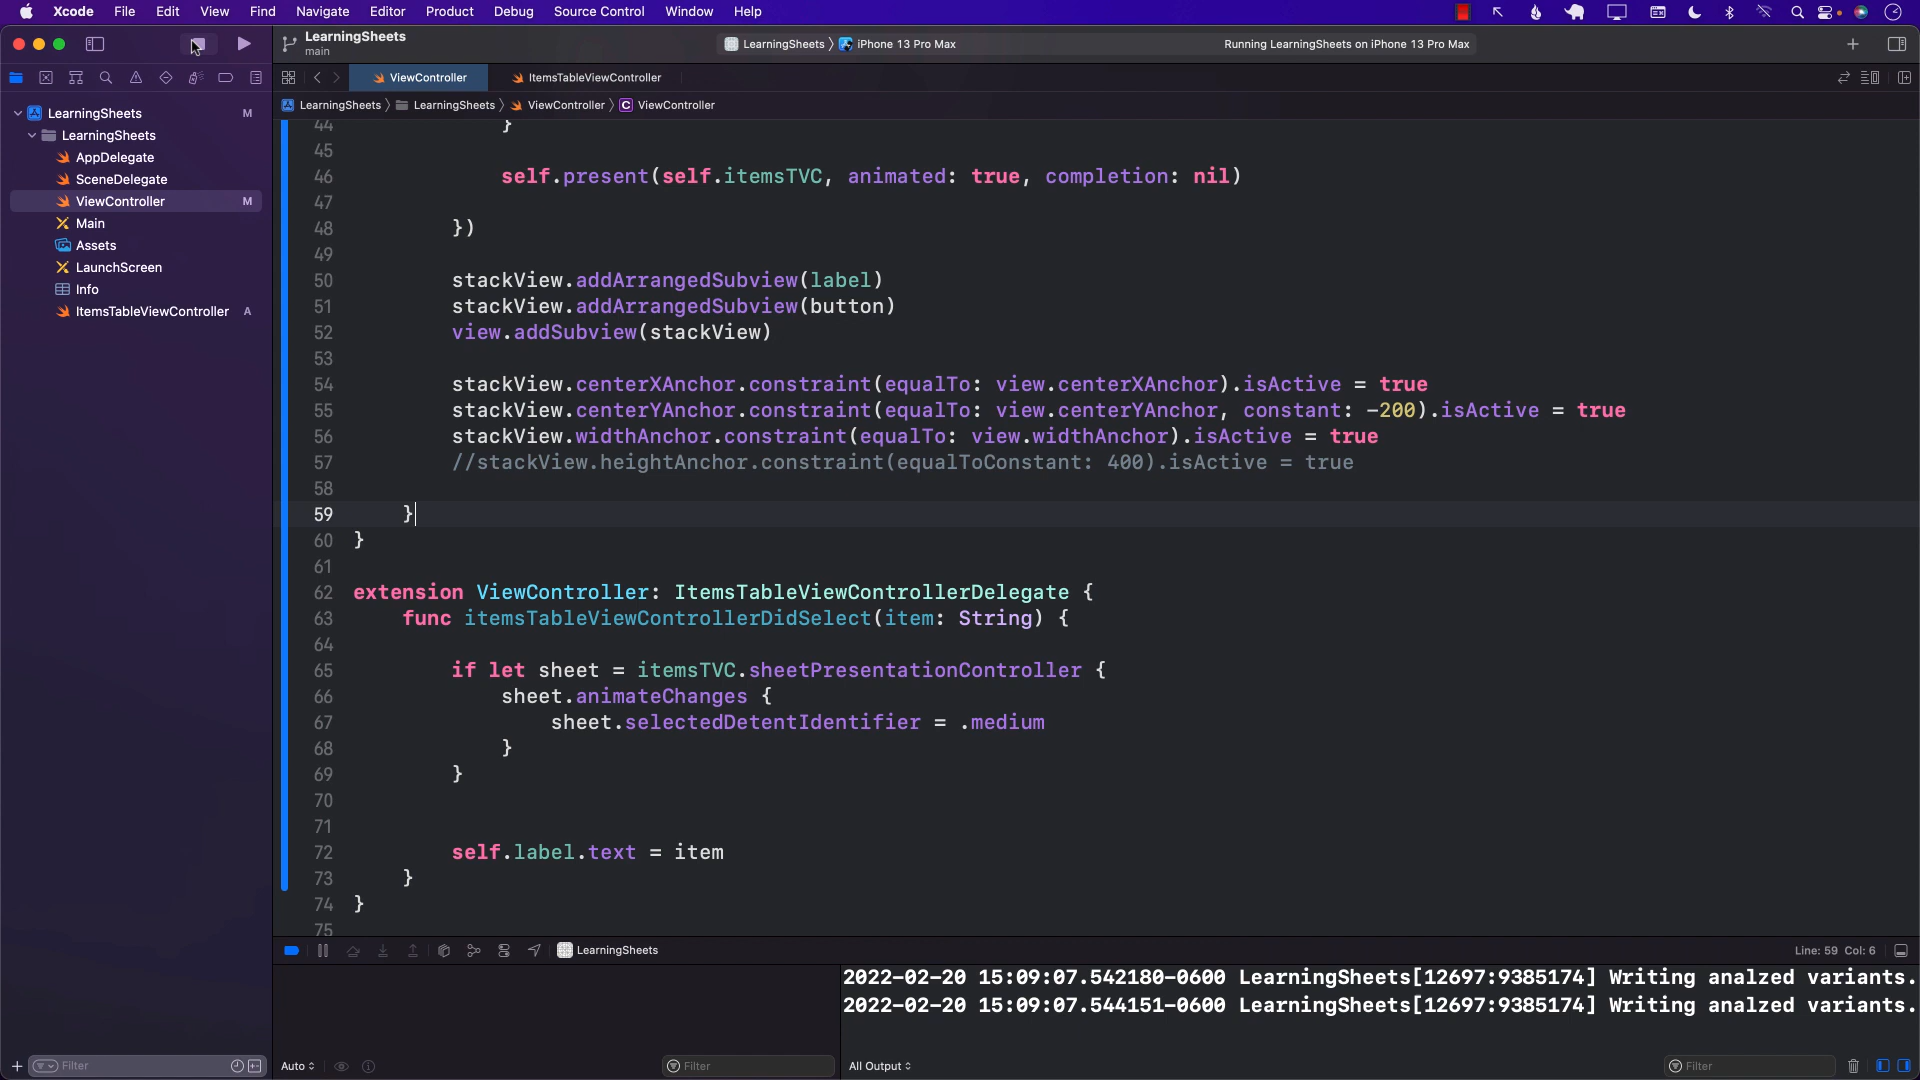 Xcode File Edit View Find Navigate Editor Product Debug Source Control Window Help
LearningSheets
main
LearningSheets iPhone 13 Pro Max
Running LearningSheets on iPhone 13 Pro Max
ViewController ItemsTableViewController
LearningSheets LearningSheets ViewController C ViewController
LearningSheets M
LearningSheets
AppDelegate
SceneDelegate
ViewController M
Main
Assets
LaunchScreen
Info
ItemsTableViewController A
44 }
45
46 self.present(self.itemsTVC, animated: true, completion: nil)
47
48 })
49
50 stackView.addArrangedSubview(label)
51 stackView.addArrangedSubview(button)
52 view.addSubview(stackView)
53
54 stackView.centerXAnchor.constraint(equalTo: view.centerXAnchor).isActive = true
55 stackView.centerYAnchor.constraint(equalTo: view.centerYAnchor, constant: -200).isActive = true
56 stackView.widthAnchor.constraint(equalTo: view.widthAnchor).isActive = true
57 //stackView.heightAnchor.constraint(equalToConstant: 400).isActive = true
58
59 }
60 }
61
62 extension ViewController: ItemsTableViewControllerDelegate {
63 func itemsTableViewControllerDidSelect(item: String) {
64
65 if let sheet = itemsTVC.sheetPresentationController {
66 sheet.animateChanges {
67 sheet.selectedDetentIdentifier = .medium
68 }
69 }
70
71
72 self.label.text = item
73 }
74 }
75
LearningSheets
Line: 59 Col: 6
2022-02-20 15:09:07.542180-0600 LearningSheets[12697:9385174] Writing analzed variants.
2022-02-20 15:09:07.544151-0600 LearningSheets[12697:9385174] Writing analzed variants.
Filter
Auto
Filter
All Output
Filter